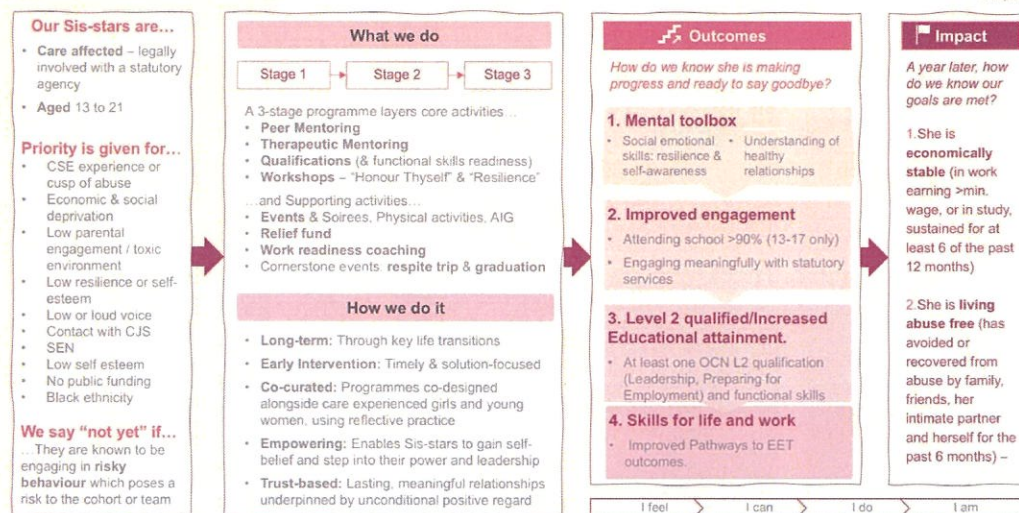 Our Sis-stars are…
• Care affected – legally
involved with a statutory
agency
• Aged 13 to 21
Priority is given for…
• CSE experience or
cusp of abuse
• Economic & social
deprivation
• Low parental
engagement / toxic
environment
• Low resilience or self-
esteem
• Low or loud voice
• Contact with CJS
• SEN
• Low self esteem
• No public funding
• Black ethnicity
We say “not yet” if…
…They are known to be
engaging in risky
behaviour which poses a
risk to the cohort or team
What we do
Stage 1
Stage 2
Stage 3
A 3-stage programme layers core activities…
• Peer Mentoring
• Therapeutic Mentoring
• Qualifications (& functional skills readiness)
• Workshops – “Honour Thyself” & “Resilience”
…and Supporting activities…
• Events & Soirees, Physical activities, AIG
• Relief fund
• Work readiness coaching
• Cornerstone events: respite trip & graduation
How we do it
• Long-term: Through key life transitions
• Early Intervention: Timely & solution-focused
• Co-curated: Programmes co-designed
alongside care experienced girls and young
women, using reflective practice
• Empowering: Enables Sis-stars to gain self-
belief and step into their power and leadership
• Trust-based: Lasting, meaningful relationships
underpinned by unconditional positive regard
Outcomes
How do we know she is making
progress and ready to say goodbye?
1. Mental toolbox
• Social emotional
skills: resilience &
self-awareness
• Understanding of
healthy
relationships
2. Improved engagement
• Attending school >90% (13-17 only)
• Engaging meaningfully with statutory
services
3. Level 2 qualified/Increased
Educational attainment.
• At least one OCN L2 qualification
(Leadership, Preparing for
Employment) and functional skills
4. Skills for life and work
• Improved Pathways to EET
outcomes.
I feel
I can
I do
I am
Impact
A year later, how
do we know our
goals are met?
1.She is
economically
stable (in work
earning >min.
wage, or in study,
sustained for at
least 6 of the past
12 months)
2.She is living
abuse free (has
avoided or
recovered from
abuse by family,
friends, her
intimate partner
and herself for the
past 6 months) –